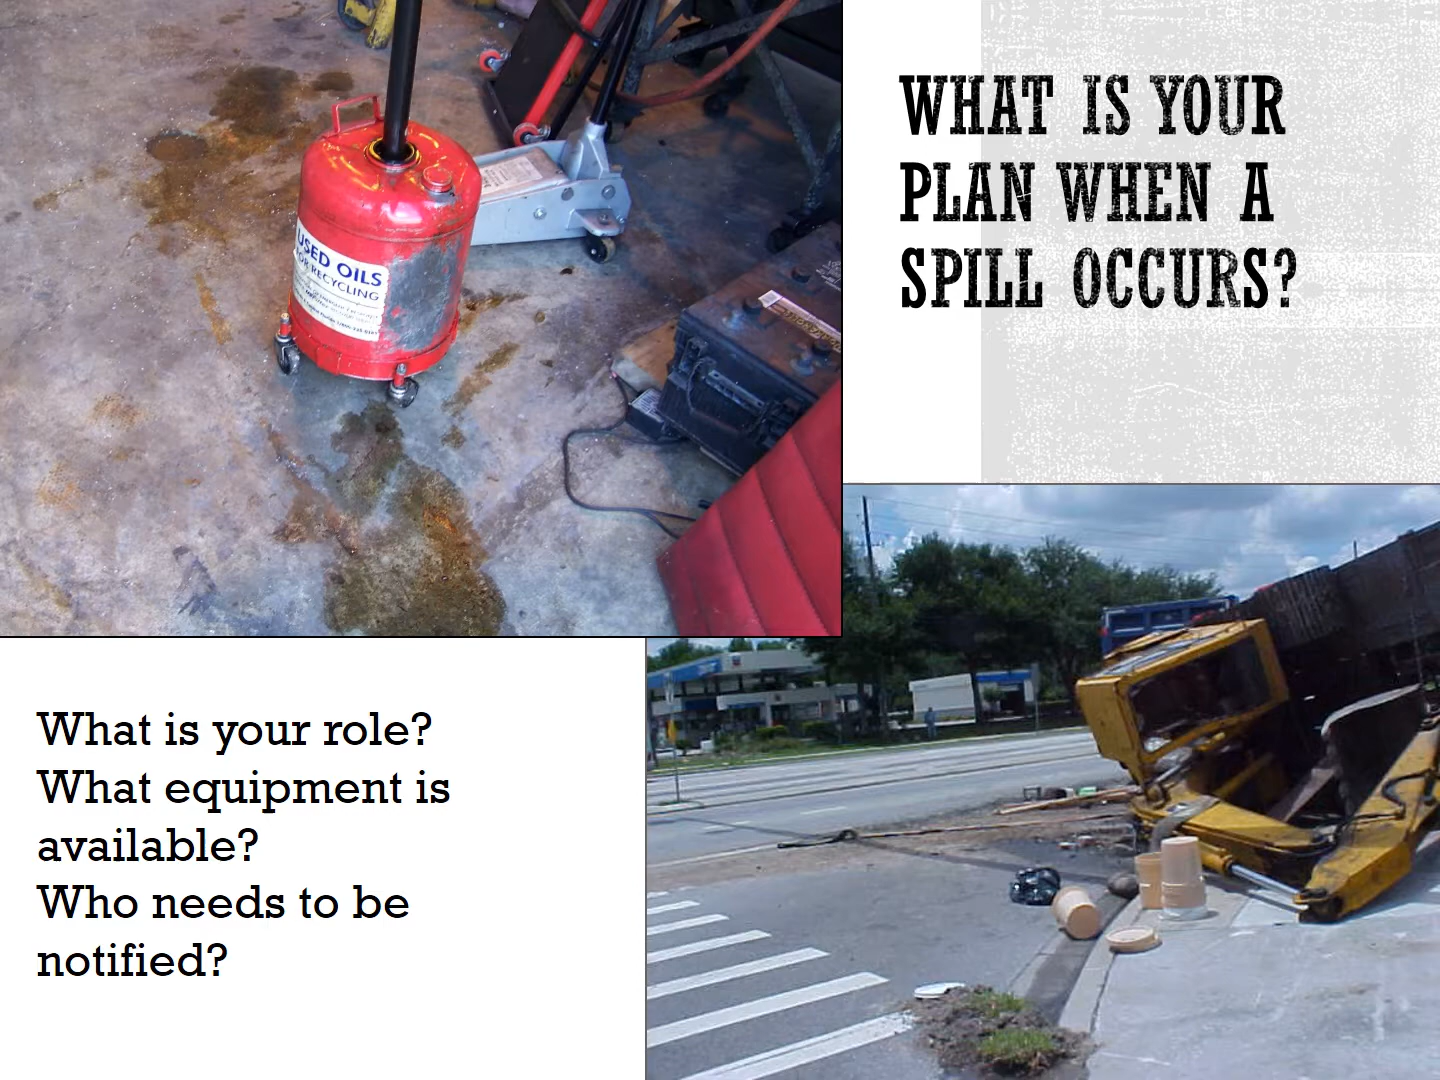 WHAT IS YOUR
PLAN WHEN A
SPILL OCCURS?
USED OILS
FOR RECYCLING
What is your role?
What equipment is
available?
Who needs to be
notified?